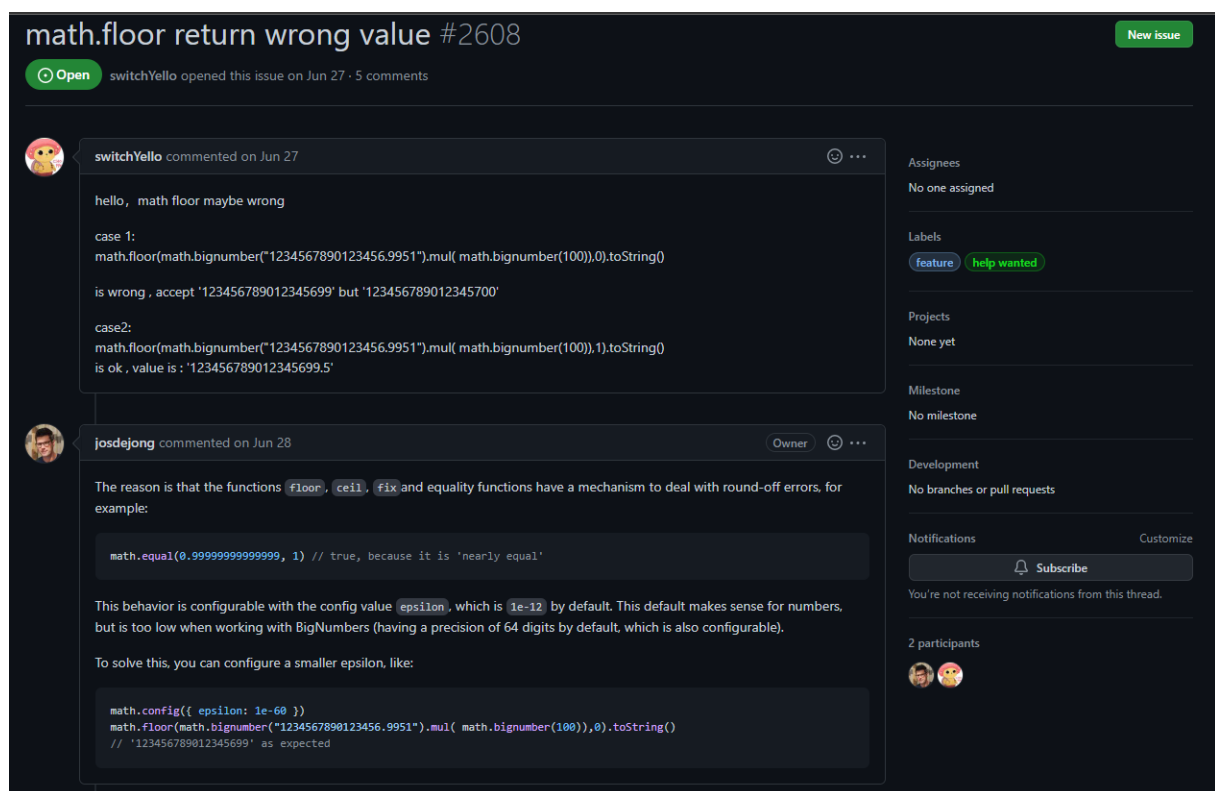 math.floor return wrong value #2608
New issue
Open switchYello opened this issue on Jun 27 · 5 comments
switchYello commented on Jun 27
hello，math floor maybe wrong
case 1:
math.floor(math.bignumber("1234567890123456.9951").mul( math.bignumber(100)),0).toString()
is wrong , accept '123456789012345699' but '123456789012345700'
case2:
math.floor(math.bignumber("1234567890123456.9951").mul( math.bignumber(100)),1).toString()
is ok , value is : '123456789012345699.5'
josdejong commented on Jun 28
Owner
The reason is that the functions floor, ceil, fix and equality functions have a mechanism to deal with round-off errors, for
example:
math.equal(0.99999999999999, 1) // true, because it is 'nearly equal'
This behavior is configurable with the config value epsilon, which is 1e-12 by default. This default makes sense for numbers,
but is too low when working with BigNumbers (having a precision of 64 digits by default, which is also configurable).
To solve this, you can configure a smaller epsilon, like:
math.config({ epsilon: 1e-60 })
math.floor(math.bignumber("1234567890123456.9951").mul( math.bignumber(100)),0).toString()
// '123456789012345699' as expected
Assignees
No one assigned
Labels
feature help wanted
Projects
None yet
Milestone
No milestone
Development
No branches or pull requests
Notifications Customize
Subscribe
You're not receiving notifications from this thread.
2 participants